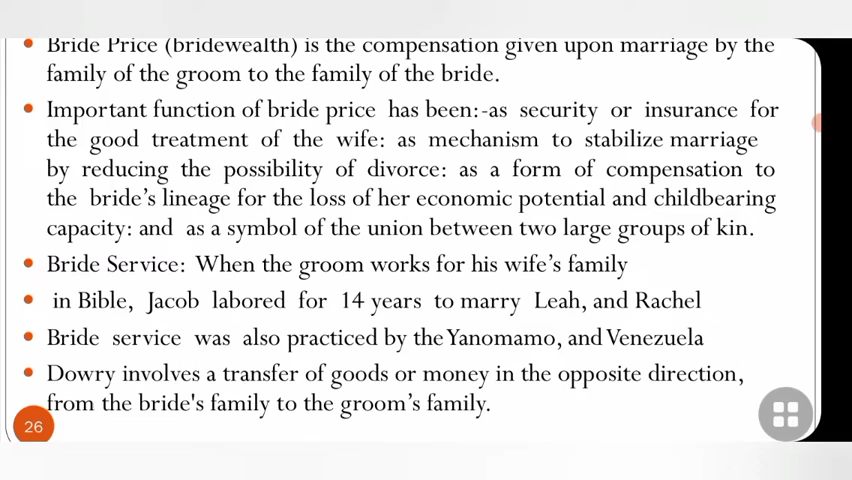 • Bride Price (bridewealth) is the compensation given upon marriage by the
family of the groom to the family of the bride.
• Important function of bride price has been:-as security or insurance for
the good treatment of the wife: as mechanism to stabilize marriage
by reducing the possibility of divorce: as a form of compensation to
the bride's lineage for the loss of her economic potential and childbearing
capacity: and as a symbol of the union between two large groups of kin.
• Bride Service: When the groom works for his wife's family
• in Bible, Jacob labored for 14 years to marry Leah, and Rachel
• Bride service was also practiced by the Yanomamo, and Venezuela
• Dowry involves a transfer of goods or money in the opposite direction,
from the bride's family to the groom's family.
26